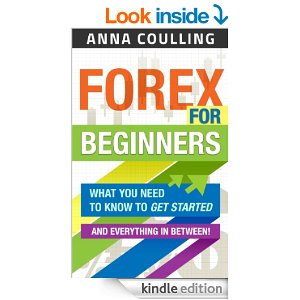 Look inside
ANNA COULLING
FOREX
FOR
BEGINNERS
WHAT YOU NEED
TO KNOW TO GET STARTED
AND EVERYTHING IN BETWEEN!
kindle edition